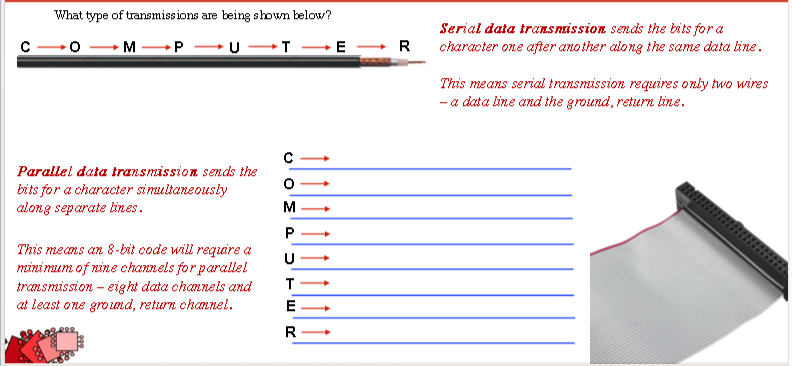 What type of transmissions are being shown below?
C O M P U T E R
Serial data transmission sends the bits for a
character one after another along the same data line.
This means serial transmission requires only two wires
– a data line and the ground, return line.
Parallel data transmission sends the
bits for a character simultaneously
along separate lines.
This means an 8-bit code will require a
minimum of nine channels for parallel
transmission – eight data channels and
at least one ground, return channel.
C
O
M
P
U
T
E
R